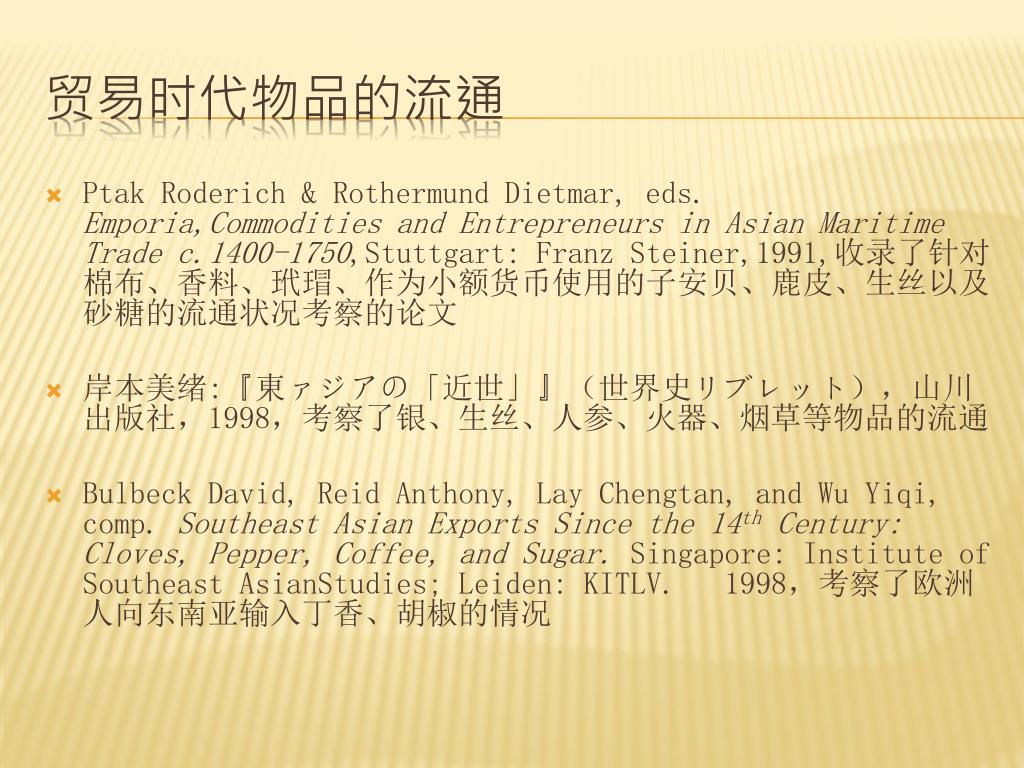 贸易时代物品的流通
Ptak Roderich & Rothermund Dietmar, eds.
Emporia,Commodities and Entrepreneurs in Asian Maritime
Trade c.1400-1750,Stuttgart: Franz Steiner,1991,收录了针对
棉布、香料、玳瑁、作为小额货币使用的子安贝、鹿皮、生丝以及
砂糖的流通状况考察的论文
岸本美绪:『東ァジアの「近世」』（世界史リブレット），山川
出版社，1998，考察了银、生丝、人参、火器、烟草等物品的流通
Bulbeck David, Reid Anthony, Lay Chengtan, and Wu Yiqi,
comp. Southeast Asian Exports Since the 14th Century:
Cloves, Pepper, Coffee, and Sugar. Singapore: Institute of
Southeast AsianStudies; Leiden: KITLV. 1998，考察了欧洲
人向东南亚输入丁香、胡椒的情况